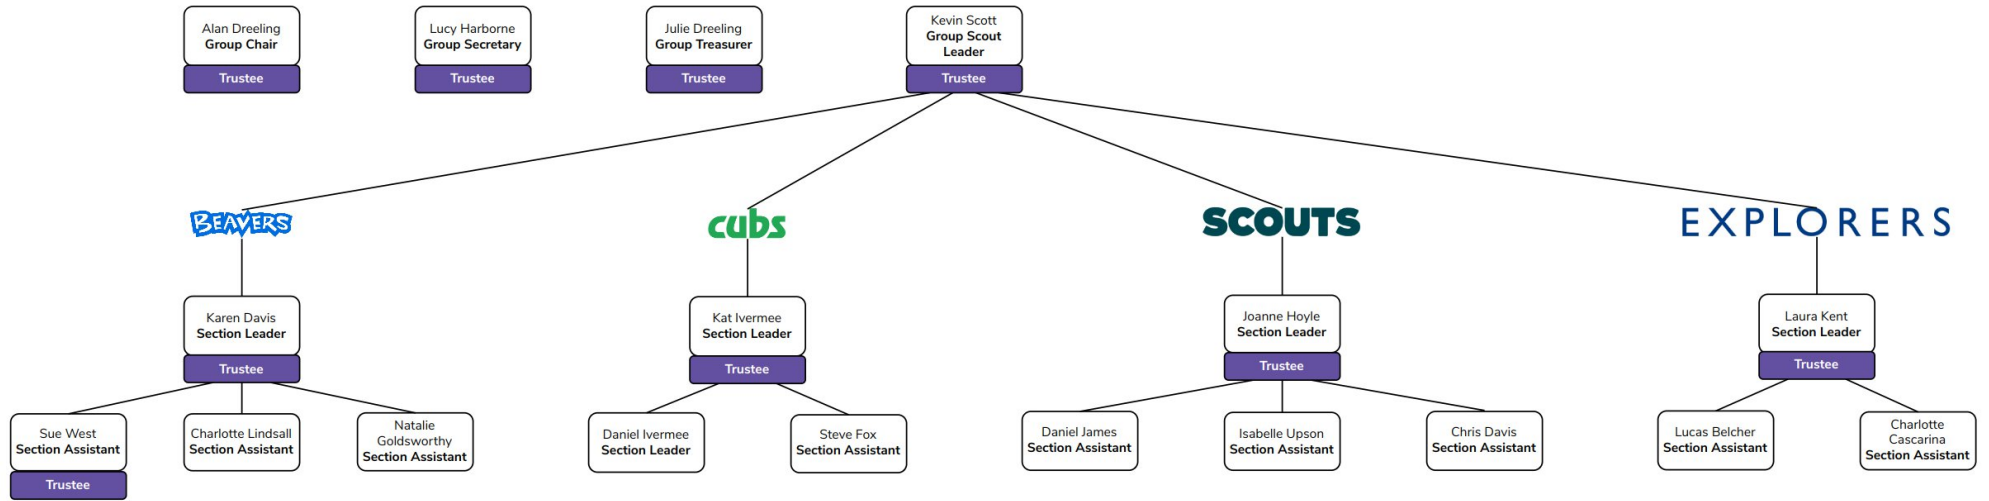 Alan Dreeling
Group Chair
Trustee
Lucy Harborne
Group Secretary
Trustee
Julie Dreeling
Group Treasurer
Trustee
Kevin Scott
Group Scout
Leader
Trustee
BEAVERS
cubs
SCOUTS
EXPLORERS
Karen Davis
Section Leader
Trustee
Kat Ivermee
Section Leader
Trustee
Joanne Hoyle
Section Leader
Trustee
Laura Kent
Section Leader
Trustee
Sue West
Section Assistant
Trustee
Charlotte Lindsall
Section Assistant
Natalie
Goldsworthy
Section Assistant
Daniel Ivermee
Section Leader
Steve Fox
Section Assistant
Daniel James
Section Assistant
Isabelle Upson
Section Assistant
Chris Davis
Section Assistant
Lucas Belcher
Section Assistant
Charlotte
Cascarina
Section Assistant